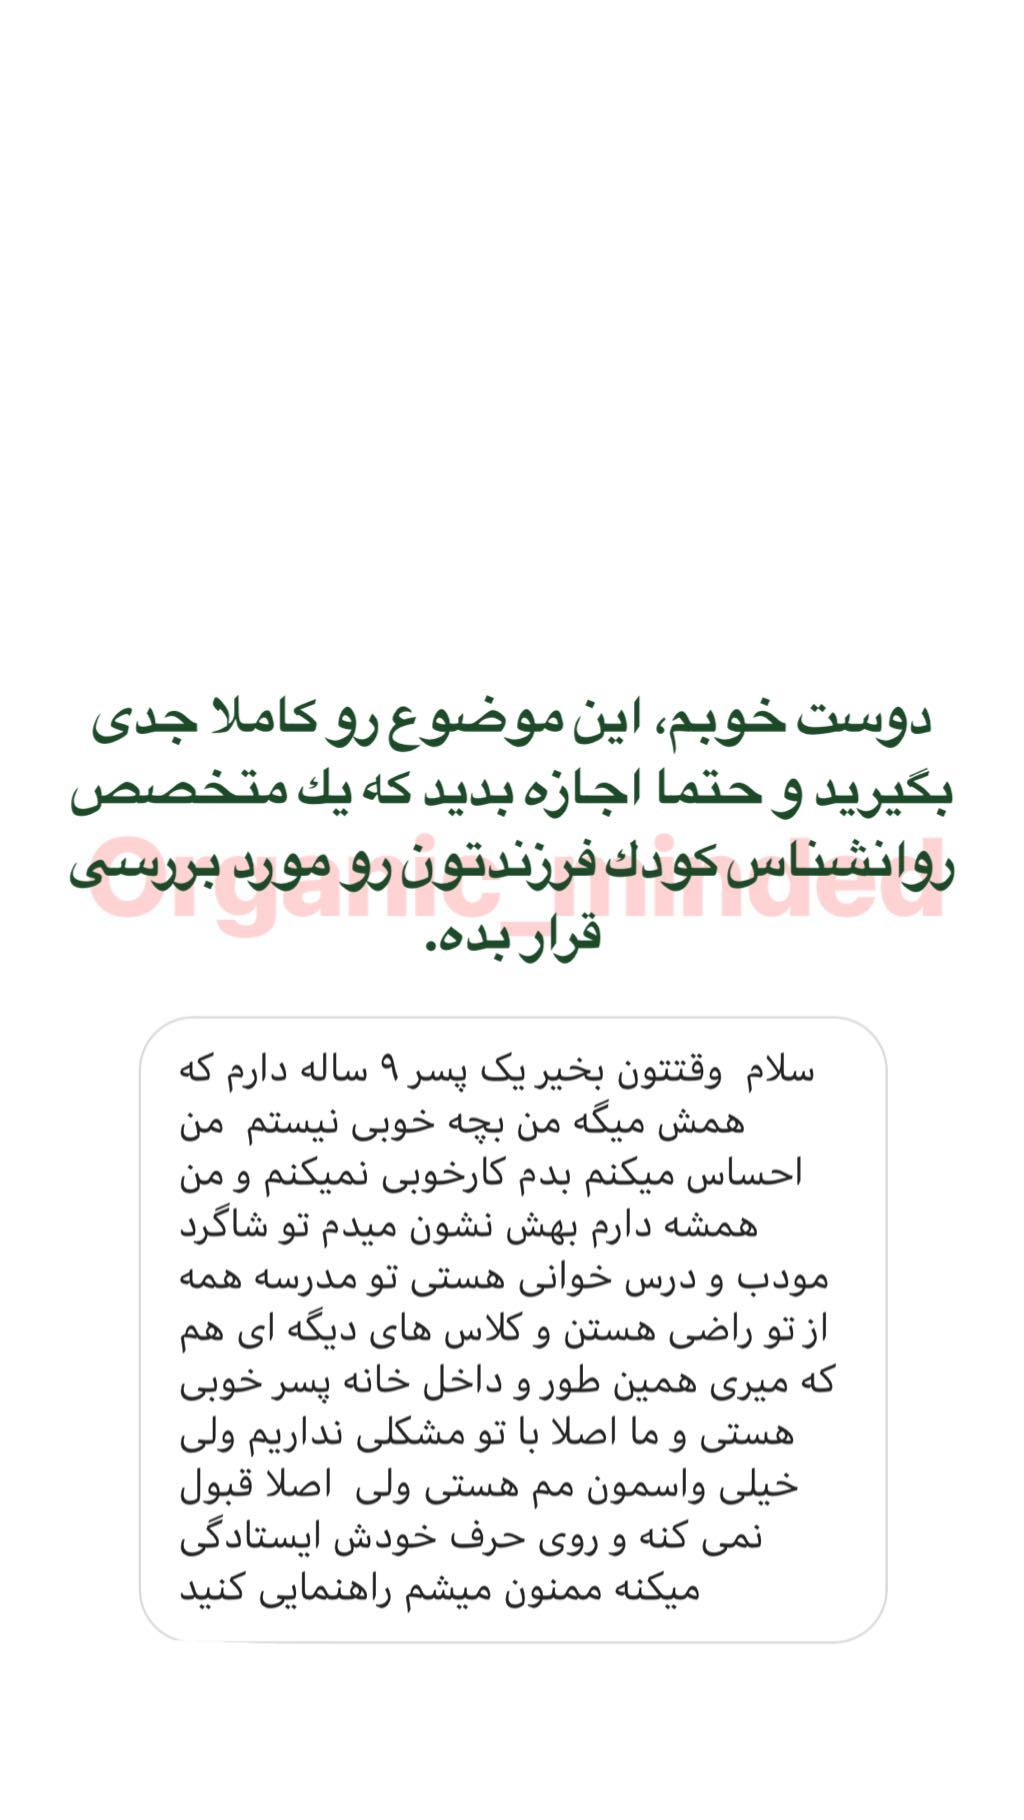 دوست خوبم، این موضوع رو کاملا جدی
بگیرید و حتما اجازه بدید که یك متخصص
روانشناس کودك فرزندتون رو مورد بررسی
Organic_minded
قرار بده.
سلام وقتتون بخیر یک پسر ۹ ساله دارم که
همش میگه من بچه خوبی نیستم من
احساس میکنم بدم کارخوبی نمیکنم و من
همشه دارم بهش نشون میدم تو شاگرد
مودب و درس خوانی هستی تو مدرسه همه
از تو راضی هستن و کلاس های دیگه ای هم
که میری همین طور و داخل خانه پسر خوبی
هستی و ما اصلا با تو مشکلی نداریم ولی
خیلی واسمون مم هستی ولی اصلا قبول
نمی کنه و روی حرف خودش ایستادگی
میکنه ممنون میشم راهنمایی کنید